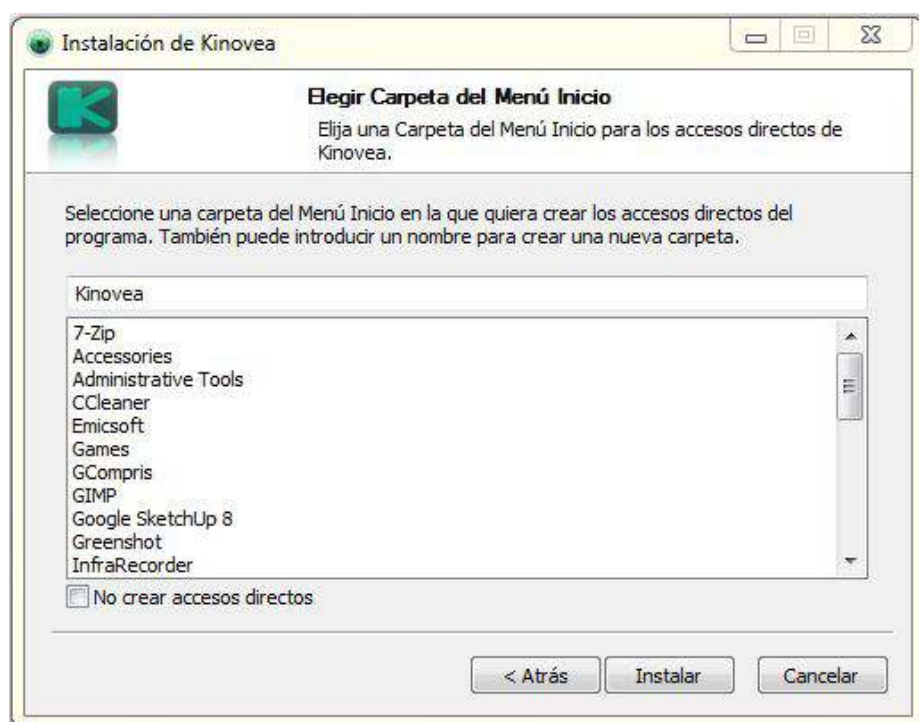 Instalación de Kinovea
Elegir Carpeta del Menú Inicio
Elija una Carpeta del Menú Inicio para los accesos directos de
Kinovea.
Seleccione una carpeta del Menú Inicio en la que quiera crear los accesos directos del
programa. También puede introducir un nombre para crear una nueva carpeta.
Kinovea
7-Zip
Accessories
Administrative Tools
CCleaner
Emicsoft
Games
GCompris
GIMP
Google SketchUp 8
Greenshot
InfraRecorder
No crear accesos directos
< Atrás
Instalar
Cancelar